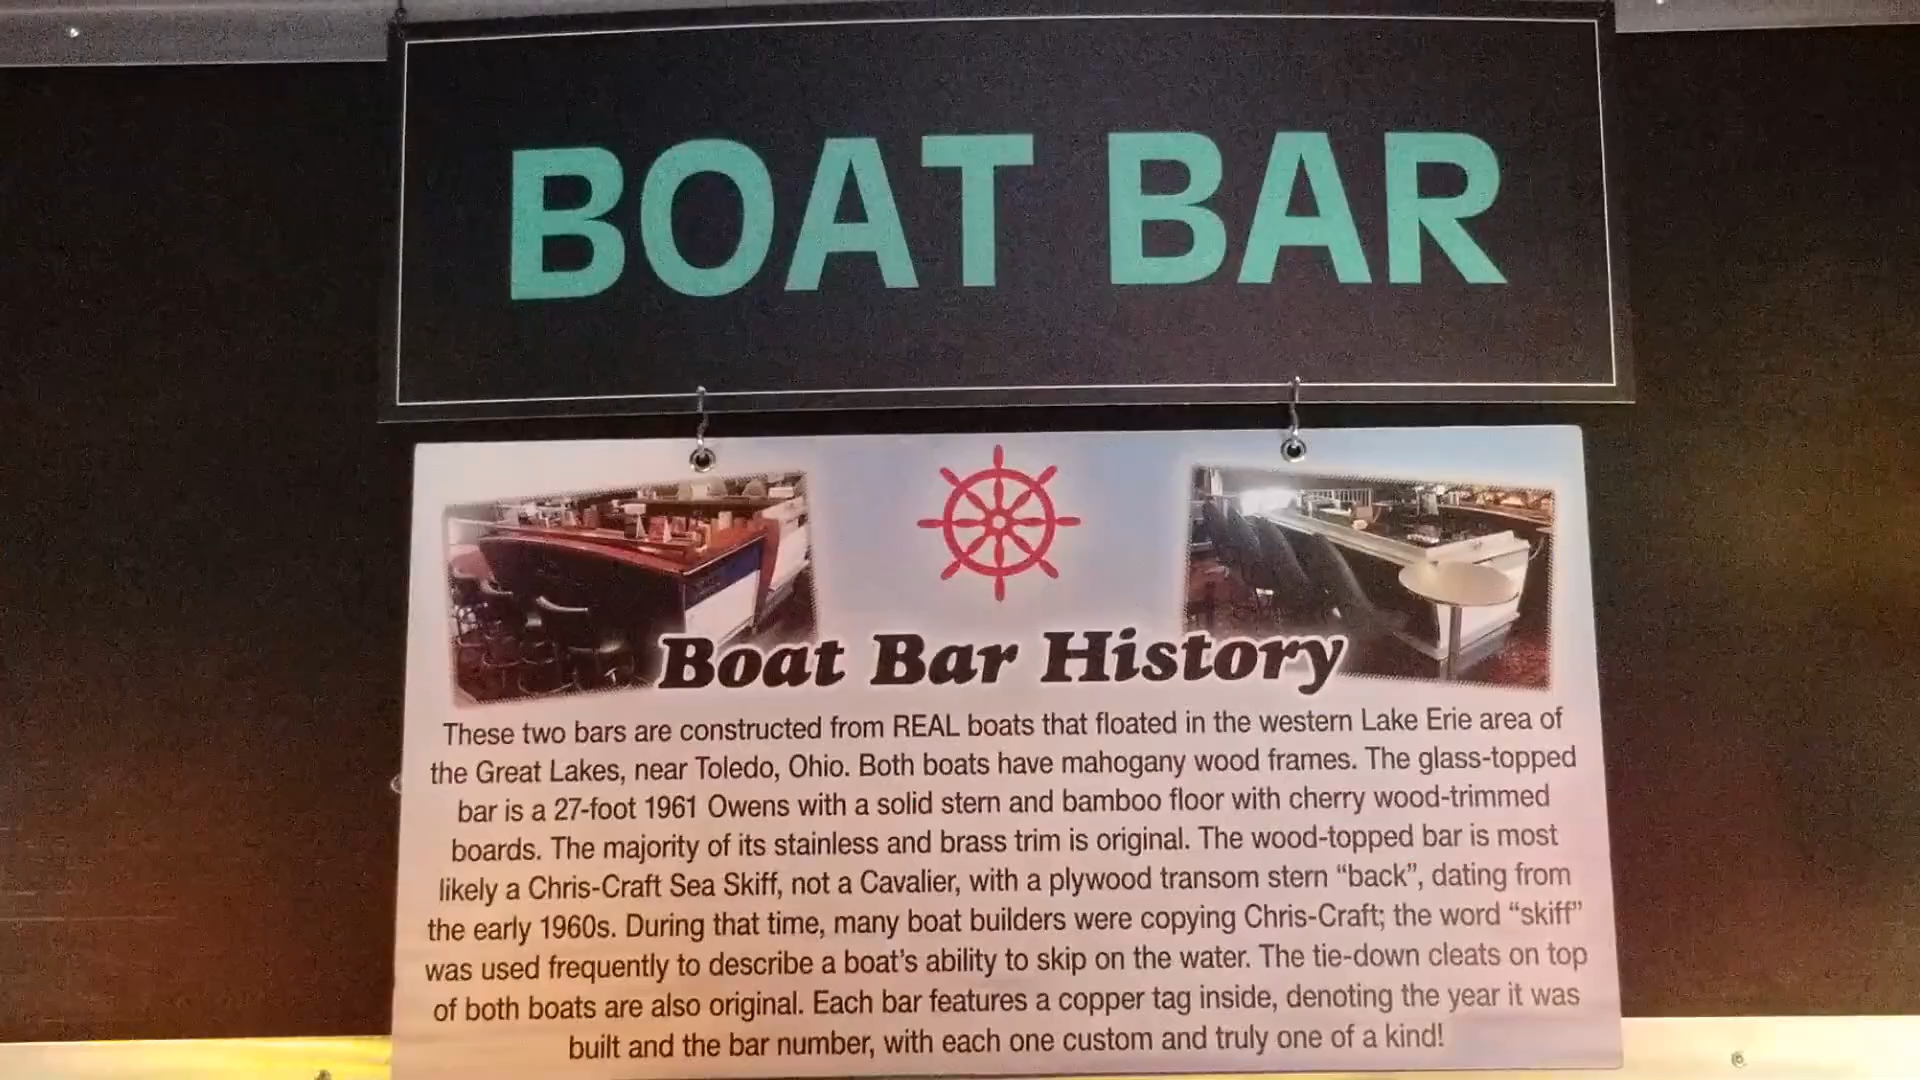 BOAT BAR
Boat Bar History
These two bars are constructed from REAL boats that floated in the western Lake Erie area of
the Great Lakes, near Toledo, Ohio. Both boats have mahogany wood frames. The glass-topped
bar is a 27-foot 1961 Owens with a solid stern and bamboo floor with cherry wood-trimmed
boards. The majority of its stainless and brass trim is original. The wood-topped bar is most
likely a Chris-Craft Sea Skiff, not a Cavalier, with a plywood transom stern “back”, dating from
the early 1960s. During that time, many boat builders were copying Chris-Craft; the word “skiff”
was used frequently to describe a boat’s ability to skip on the water. The tie-down cleats on top
of both boats are also original. Each bar features a copper tag inside, denoting the year it was
built and the bar number, with each one custom and truly one of a kind!